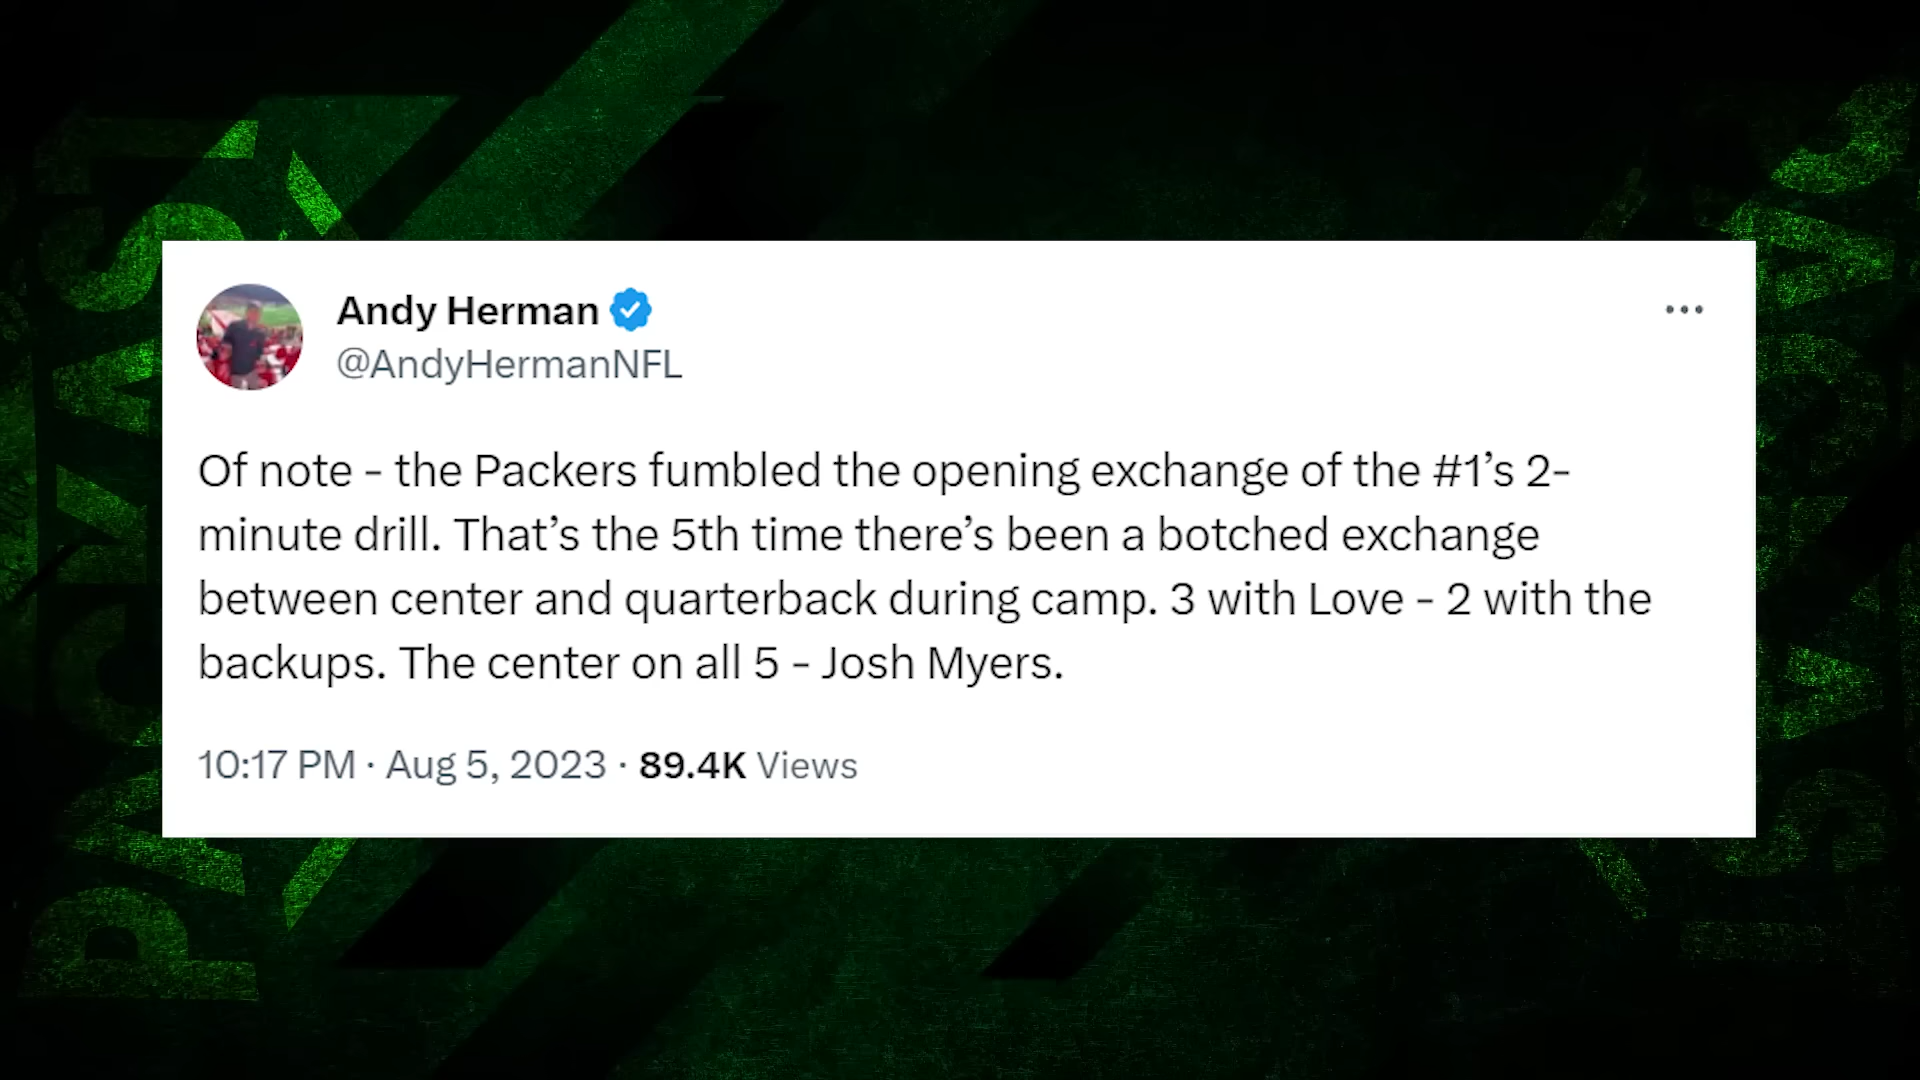 Andy Herman
@AndyHermanNFL
Of note - the Packers fumbled the opening exchange of the #1’s 2-
minute drill. That’s the 5th time there’s been a botched exchange
between center and quarterback during camp. 3 with Love - 2 with the
backups. The center on all 5 - Josh Myers.
10:17 PM · Aug 5, 2023 · 89.4K Views